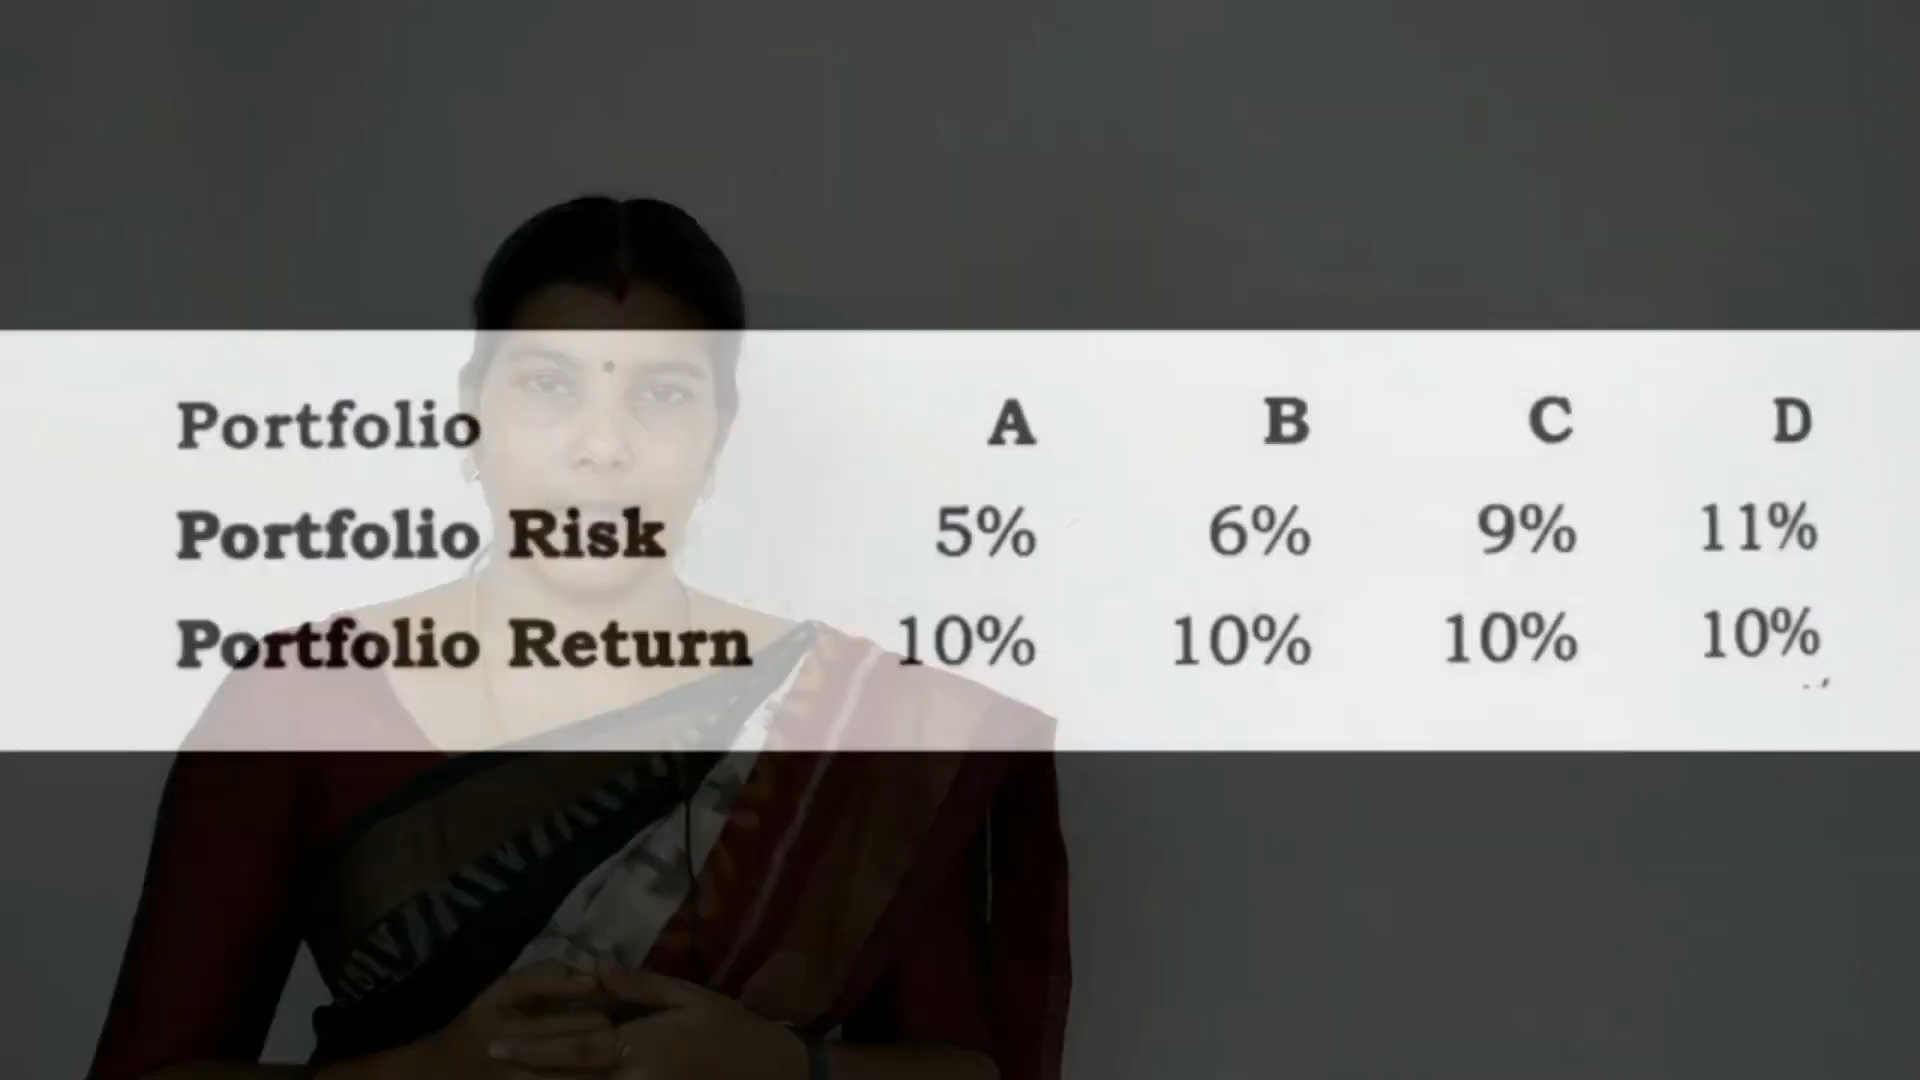 Portfolio A B C D
Portfolio Risk 5% 6% 9% 11%
Portfolio Return 10% 10% 10% 10%